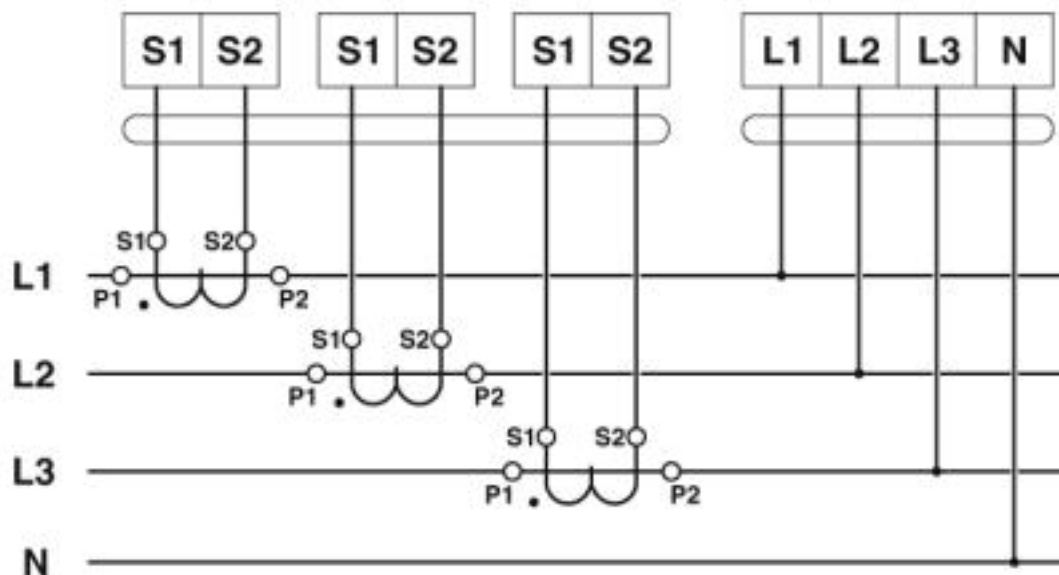 S1 S2 S1 S2 S1 S2 L1 L2 L3 N
S1 S2
L1
P1 P2
S1 S2
L2
P1 P2
S1 S2
L3
P1 P2
N